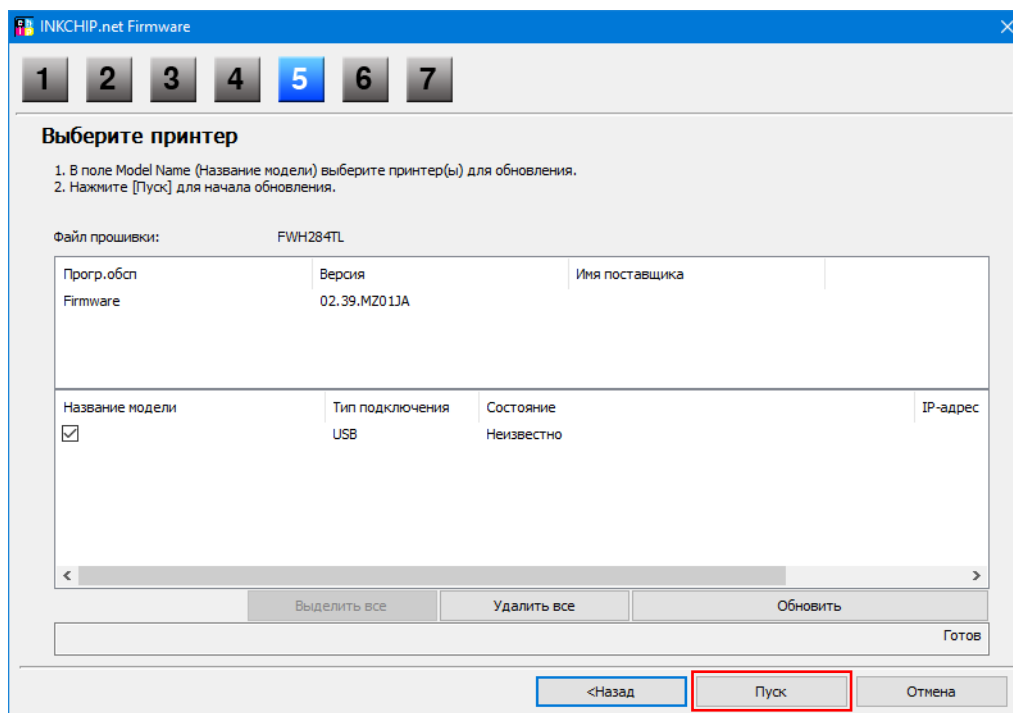 INKCHIP.net Firmware
1 2 3 4 5 6 7
Выберите принтер
1. В поле Model Name (Название модели) выберите принтер(ы) для обновления.
2. Нажмите [Пуск] для начала обновления.
Файл прошивки: FWH284TL
Прогр.обсп Версия Имя поставщика
Firmware 02.39.MZ01JA
Название модели Тип подключения Состояние IP-адрес
USB Неизвестно
Выделить все Удалить все Обновить
Готов
<Назад Пуск Отмена